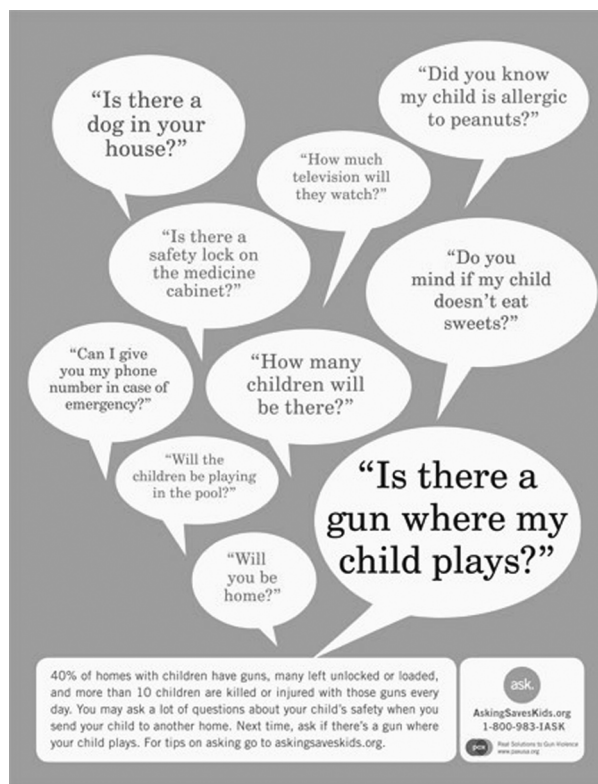 “Is there a
dog in your
house?”
“Did you know
my child is allergic
to peanuts?”
“How much
television will
they watch?”
“Is there a
safety lock on
the medicine
cabinet?”
“Do you
mind if my child
doesn’t eat
sweets?”
“Can I give
you my phone
number in case of
emergency?”
“How many
children will
be there?”
“Will the
children be playing
in the pool?”
“Is there a
gun where my
child plays?”
“Will
you be
home?”
40% of homes with children have guns, many left unlocked or loaded,
and more than 10 children are killed or injured with those guns every
day. You may ask a lot of questions about your child’s safety when you
send your child to another home. Next time, ask if there’s a gun where
your child plays. For tips on asking go to askingsaveskids.org.
ask.
AskingSavesKids.org
1-800-983-IASK
pax
Real Solutions to Gun Violence
www.paxusa.org